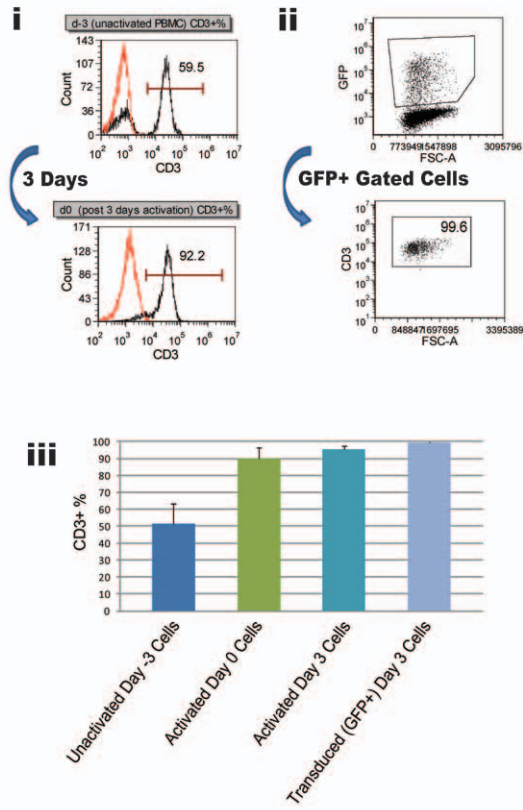 i
d-3 (unactivated PBMC) CD3+%
143
107
72
36
0
Count
59.5
10² 10³ 10⁴ 10⁵ 10⁶ 10⁷
CD3
3 Days
d0 (post 3 days activation) CD3+%
171
128
86
43
0
Count
92.2
10² 10³ 10⁴ 10⁵ 10⁶ 10⁷
CD3
ii
10⁷
10⁶
10⁵
10⁴
10³
GFP
0 773949 1547898 3095796
FSC-A
GFP+ Gated Cells
10⁷
10⁶
10⁵
10⁴
10³
10²
10¹
CD3
99.6
0 848847 1697695 3395389
FSC-A
iii
100
90
80
70
60
50
40
30
20
10
0
CD3+ %
Unactivated Day -3 Cells
Activated Day 0 Cells
Activated Day 3 Cells
Transduced (GFP+) Day 3 Cells